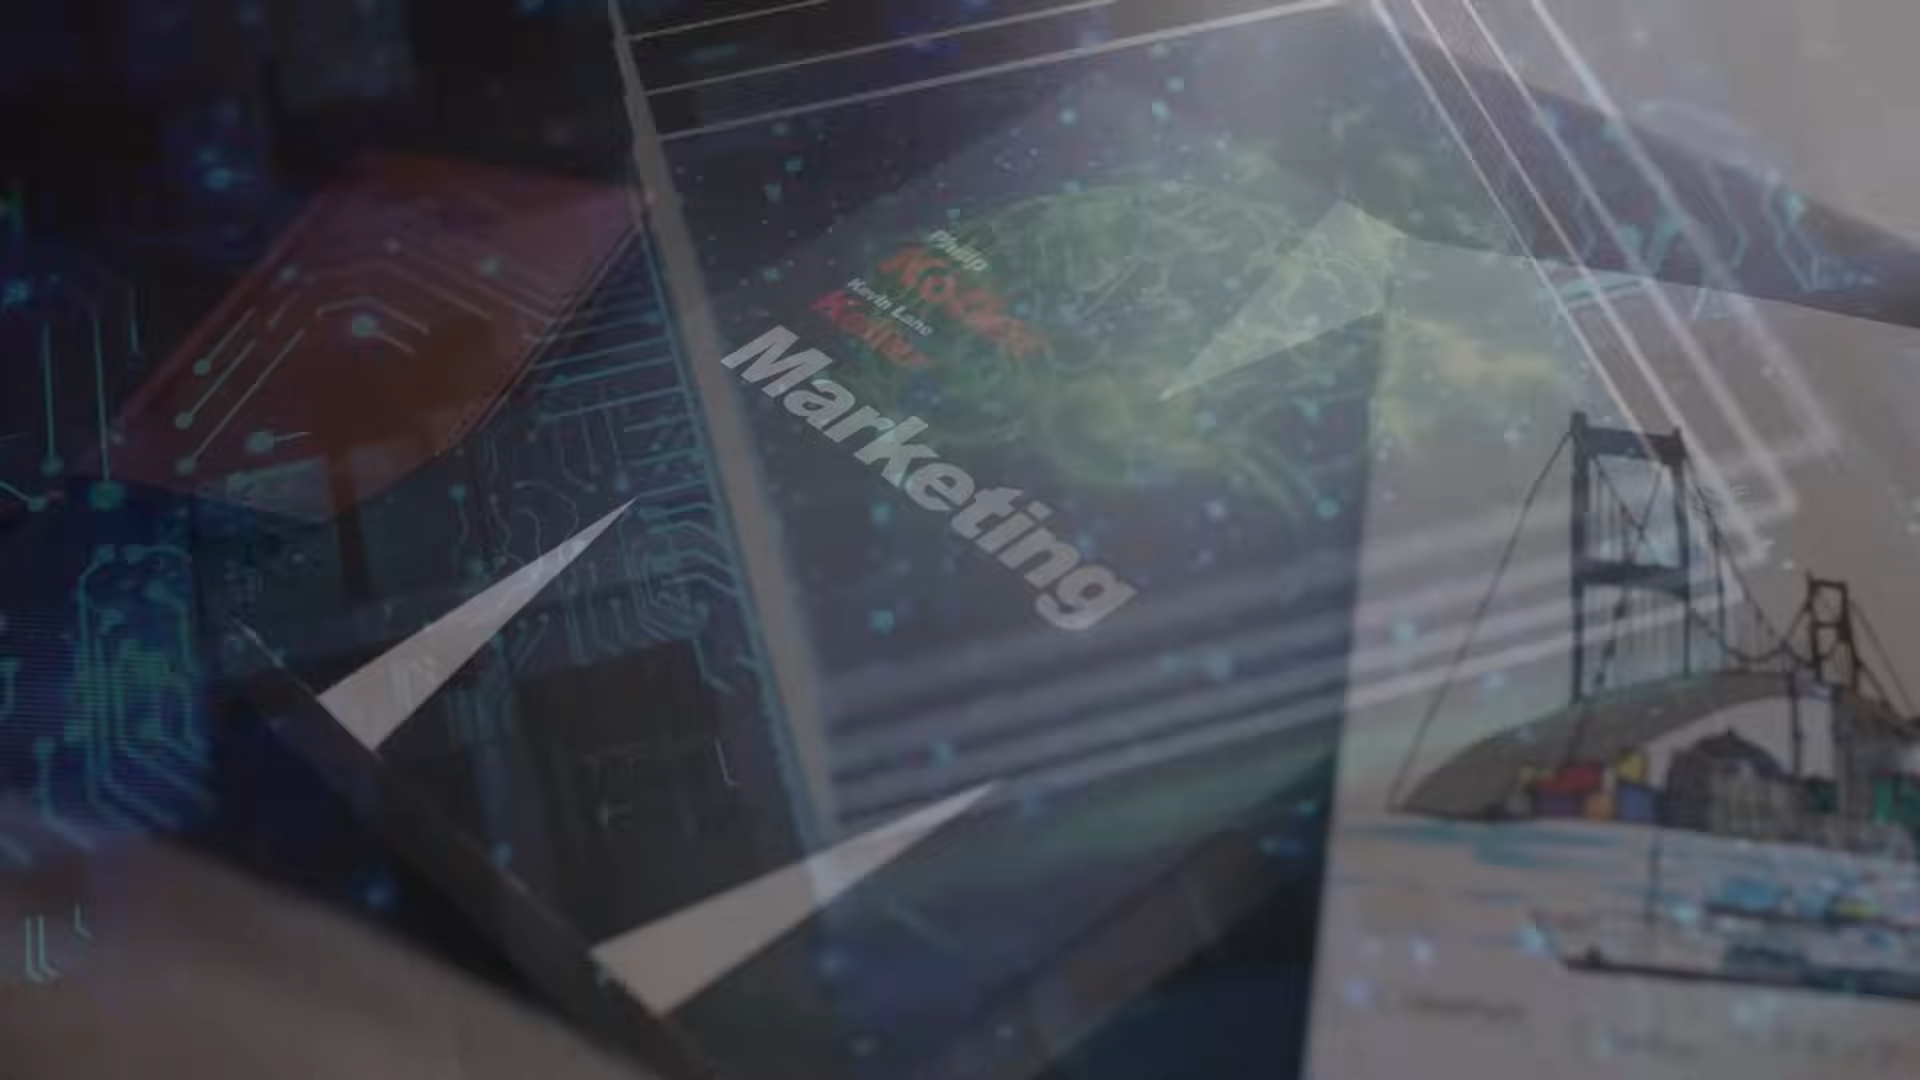 Philip
Kotler
Kevin Lane
Keller
Marketing